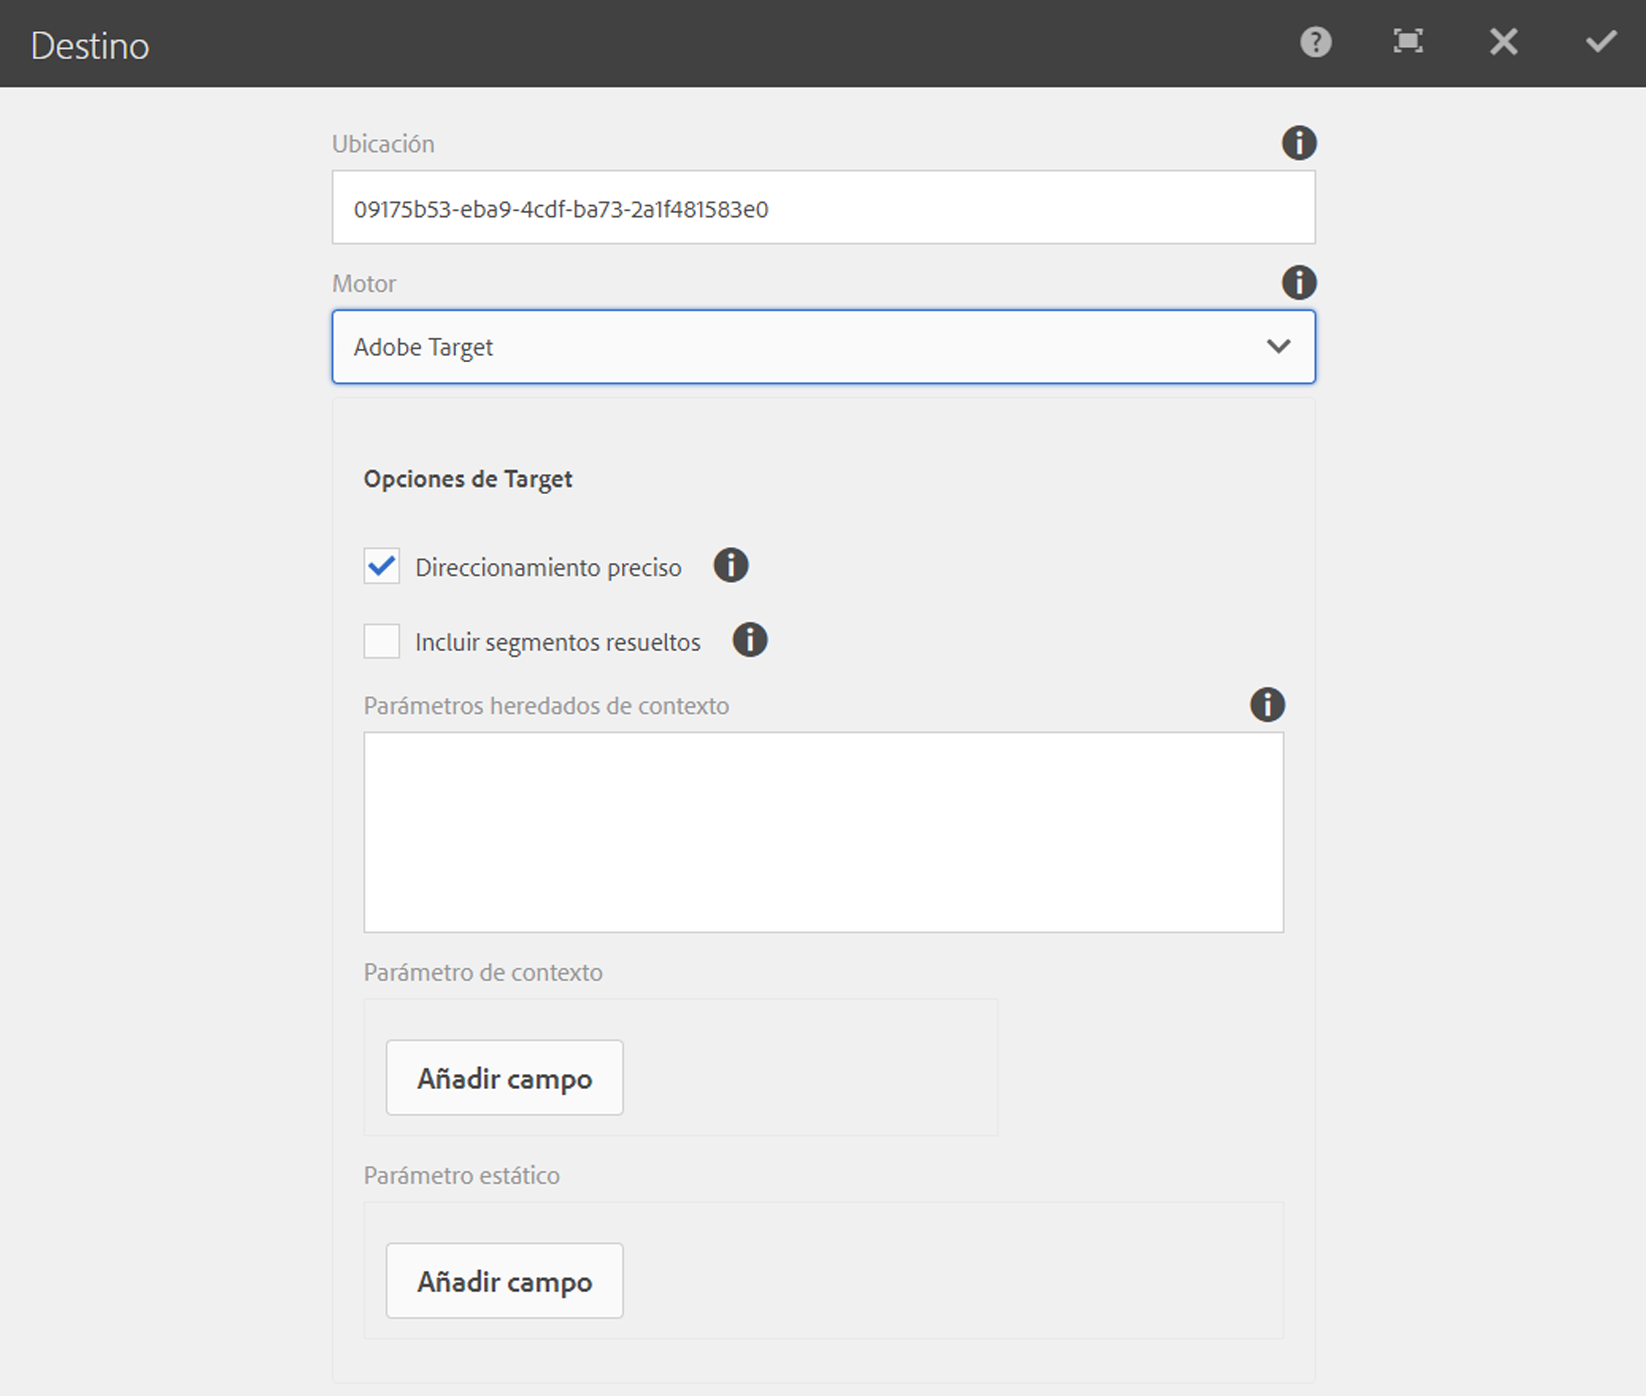 Destino
Ubicación
09175b53-eba9-4cdf-ba73-2a1f481583e0
Motor
Adobe Target
Opciones de Target
Direccionamiento preciso
Incluir segmentos resueltos
Parámetros heredados de contexto
Parámetro de contexto
Añadir campo
Parámetro estático
Añadir campo